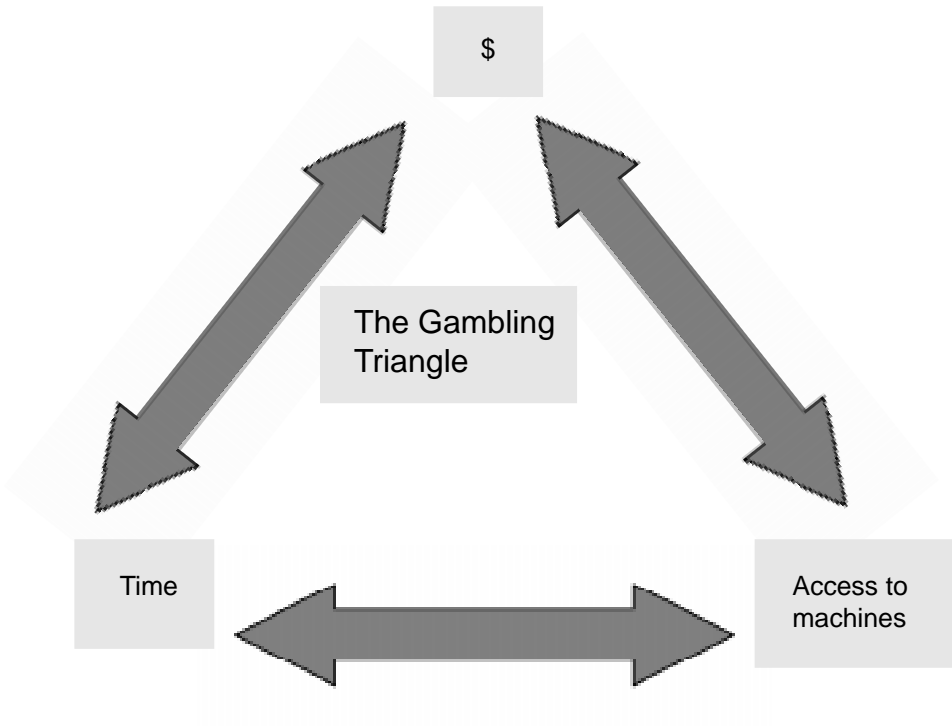 $
The Gambling
Triangle
Time
Access to
machines